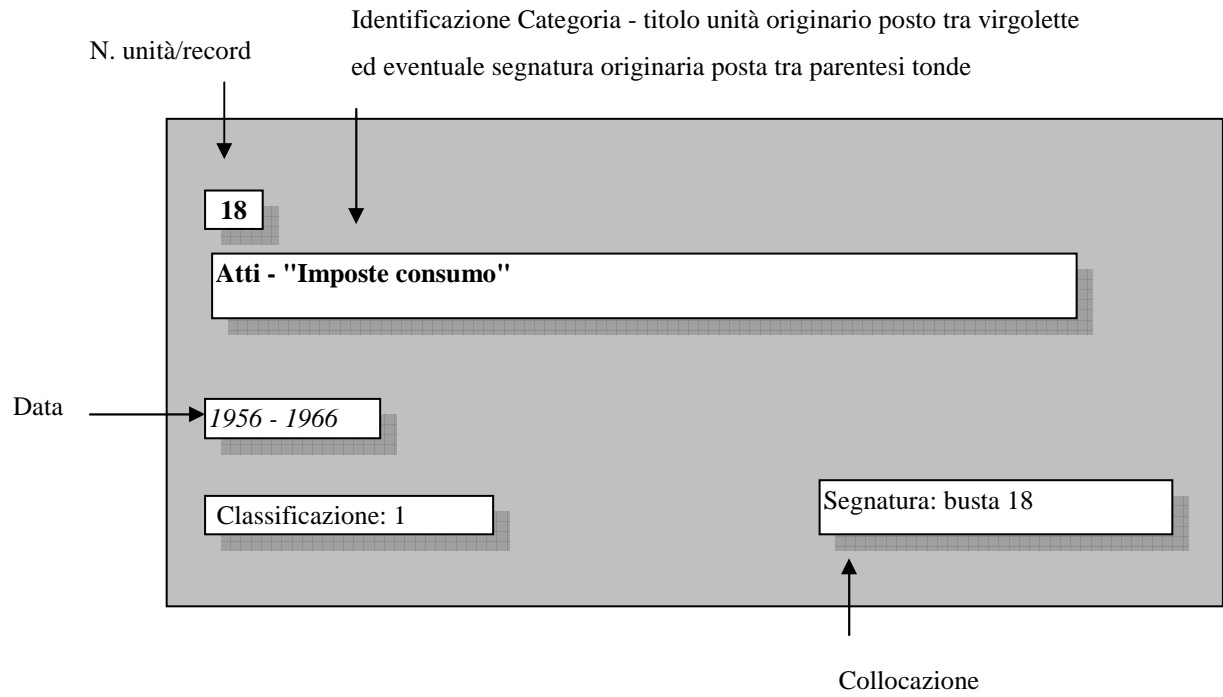 Identificazione Categoria - titolo unità originario posto tra virgolette
N. unità/record
ed eventuale segnatura originaria posta tra parentesi tonde
18
Atti - "Imposte consumo"
Data
1956 - 1966
Classificazione: 1
Segnatura: busta 18
Collocazione